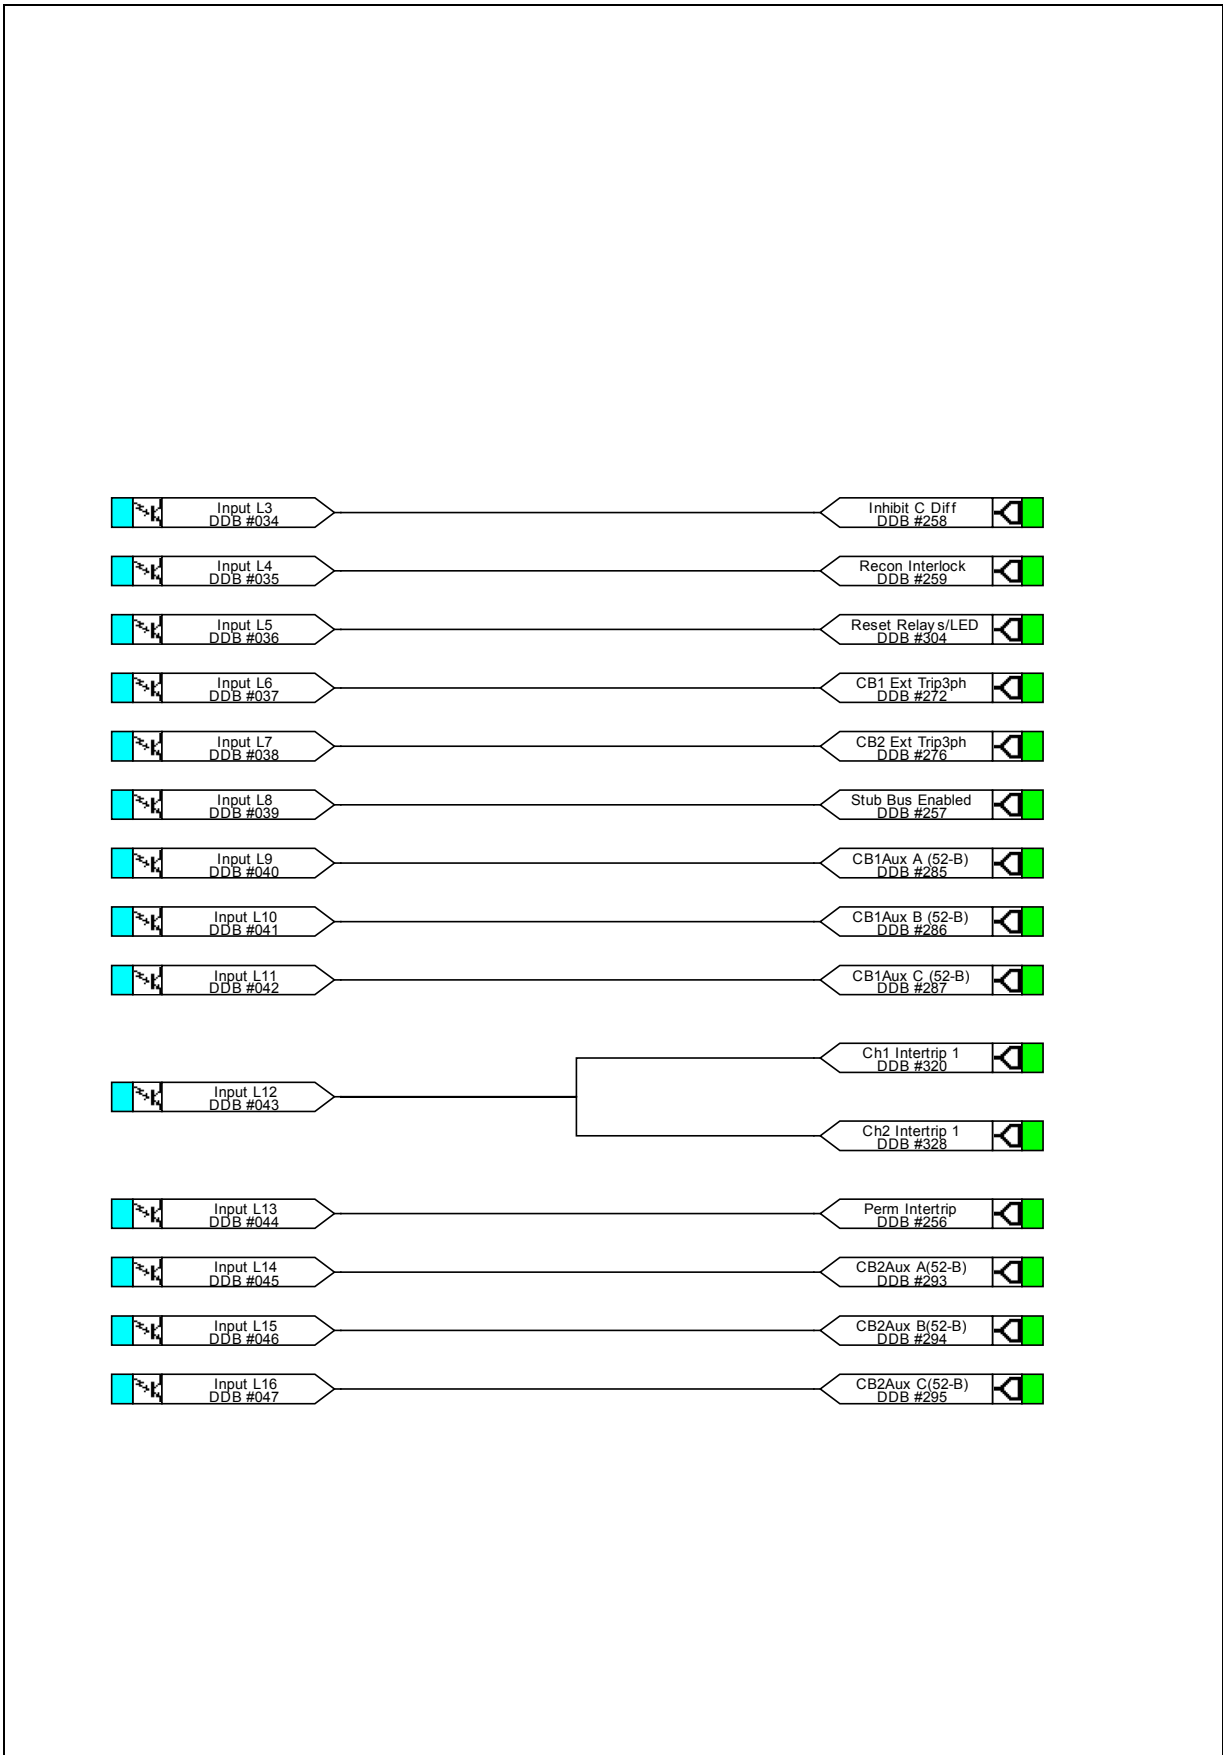 Input L3
DDB #034
Inhibit C Diff
DDB #258
Input L4
DDB #035
Recon Interlock
DDB #259
Input L5
DDB #036
Reset Relays/LED
DDB #304
Input L6
DDB #037
CB1 Ext Trip3ph
DDB #272
Input L7
DDB #038
CB2 Ext Trip3ph
DDB #276
Input L8
DDB #039
Stub Bus Enabled
DDB #257
Input L9
DDB #040
CB1Aux A (52-B)
DDB #285
Input L10
DDB #041
CB1Aux B (52-B)
DDB #286
Input L11
DDB #042
CB1Aux C (52-B)
DDB #287
Ch1 Intertrip 1
DDB #320
Input L12
DDB #043
Ch2 Intertrip 1
DDB #328
Input L13
DDB #044
Perm Intertrip
DDB #256
Input L14
DDB #045
CB2Aux A(52-B)
DDB #293
Input L15
DDB #046
CB2Aux B(52-B)
DDB #294
Input L16
DDB #047
CB2Aux C(52-B)
DDB #295